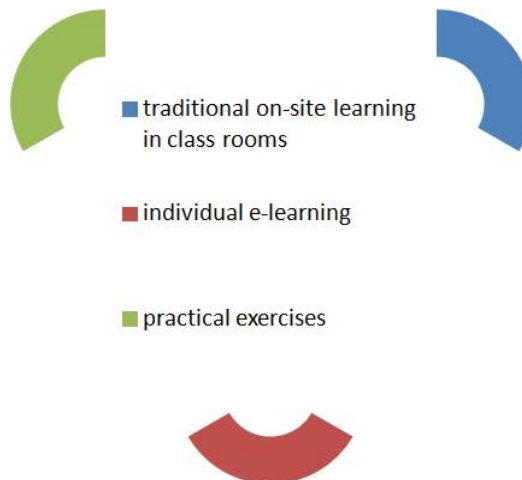 traditional on-site learning
in class rooms
individual e-learning
practical exercises